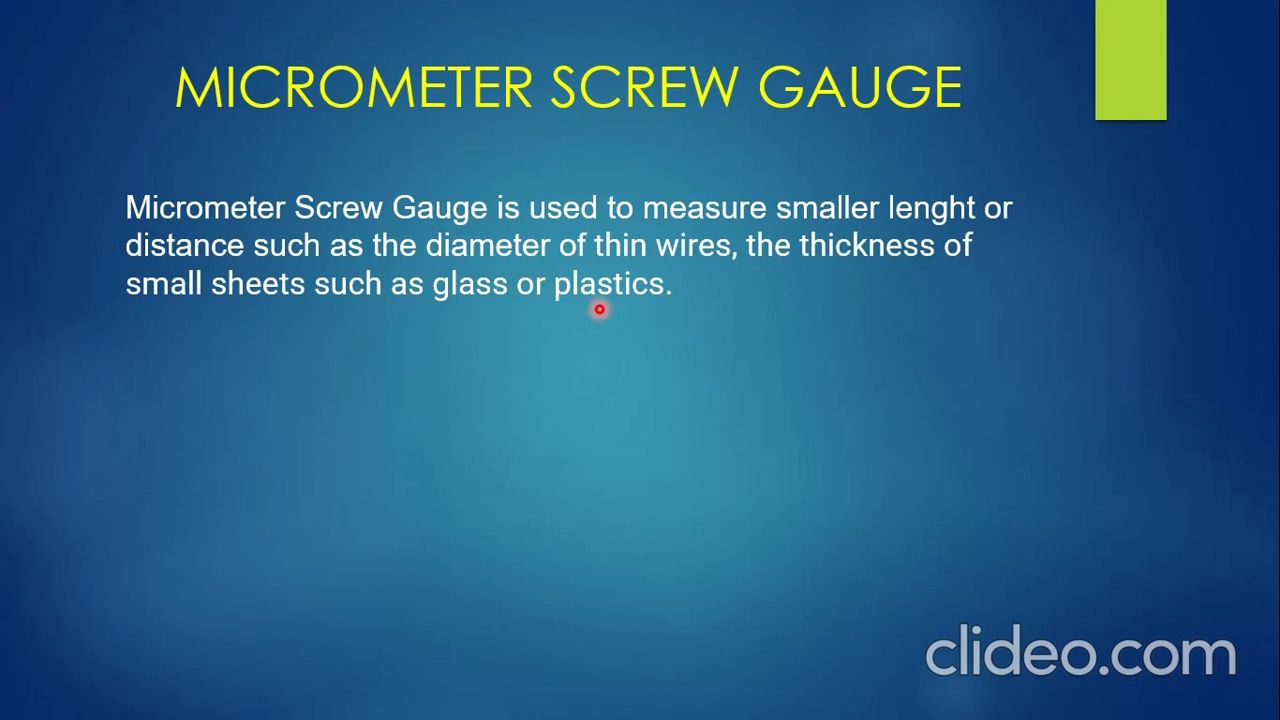 MICROMETER SCREW GAUGE
Micrometer Screw Gauge is used to measure smaller lenght or
distance such as the diameter of thin wires, the thickness of
small sheets such as glass or plastics.
clideo.com